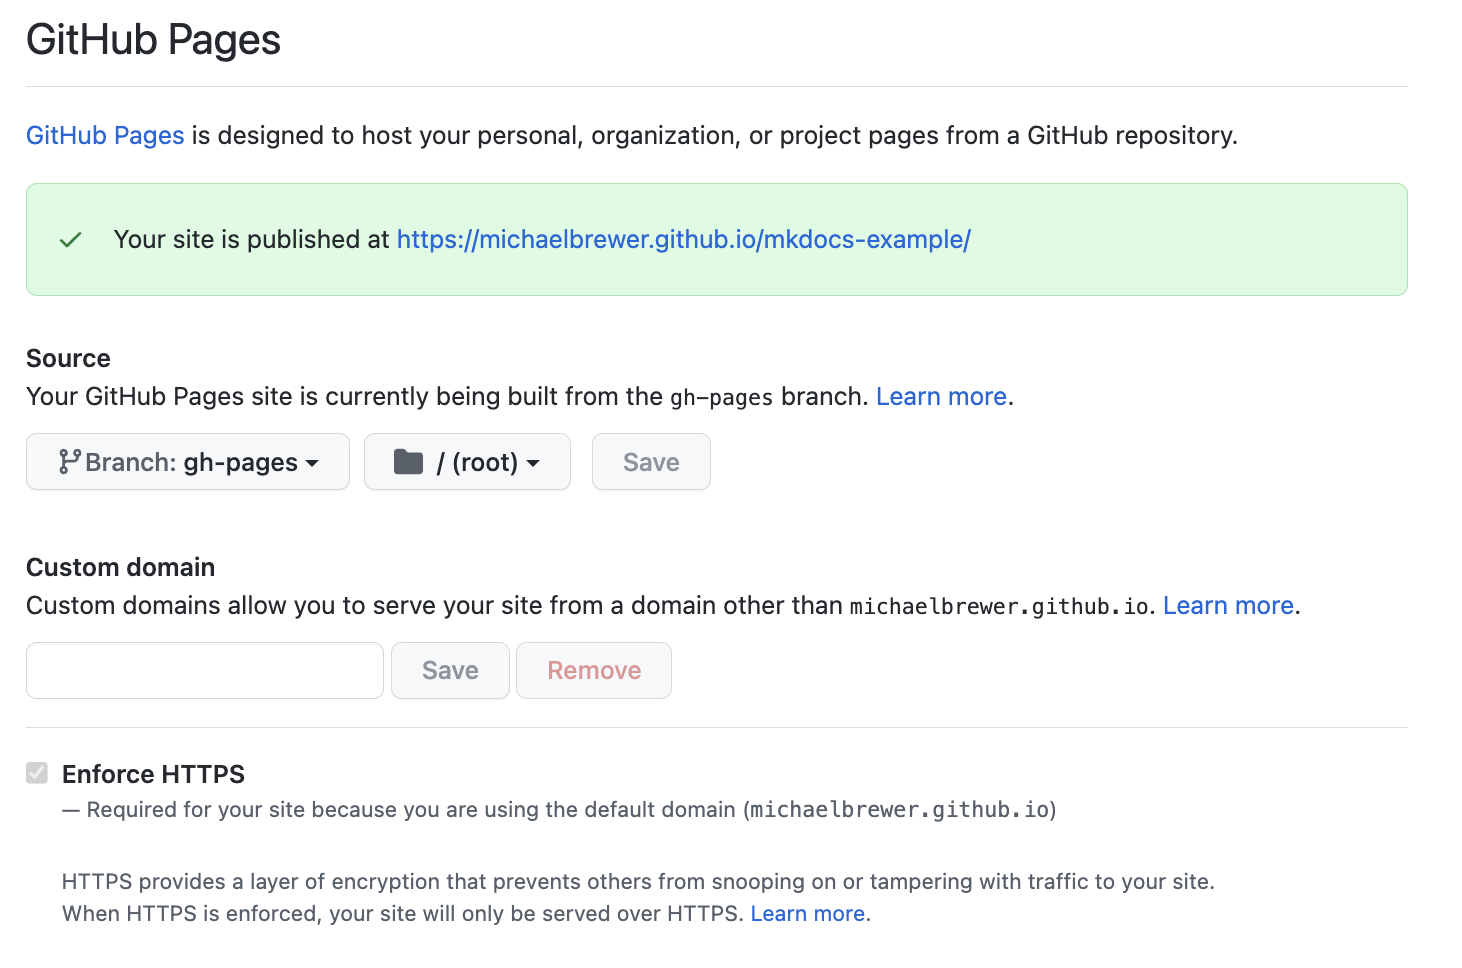 GitHub Pages
GitHub Pages is designed to host your personal, organization, or project pages from a GitHub repository.
Your site is published at https://michaelbrewer.github.io/mkdocs-example/
Source
Your GitHub Pages site is currently being built from the gh-pages branch. Learn more.
Branch: gh-pages / (root) Save
Custom domain
Custom domains allow you to serve your site from a domain other than michaelbrewer.github.io. Learn more.
Save Remove
Enforce HTTPS
— Required for your site because you are using the default domain (michaelbrewer.github.io)
HTTPS provides a layer of encryption that prevents others from snooping on or tampering with traffic to your site.
When HTTPS is enforced, your site will only be served over HTTPS. Learn more.